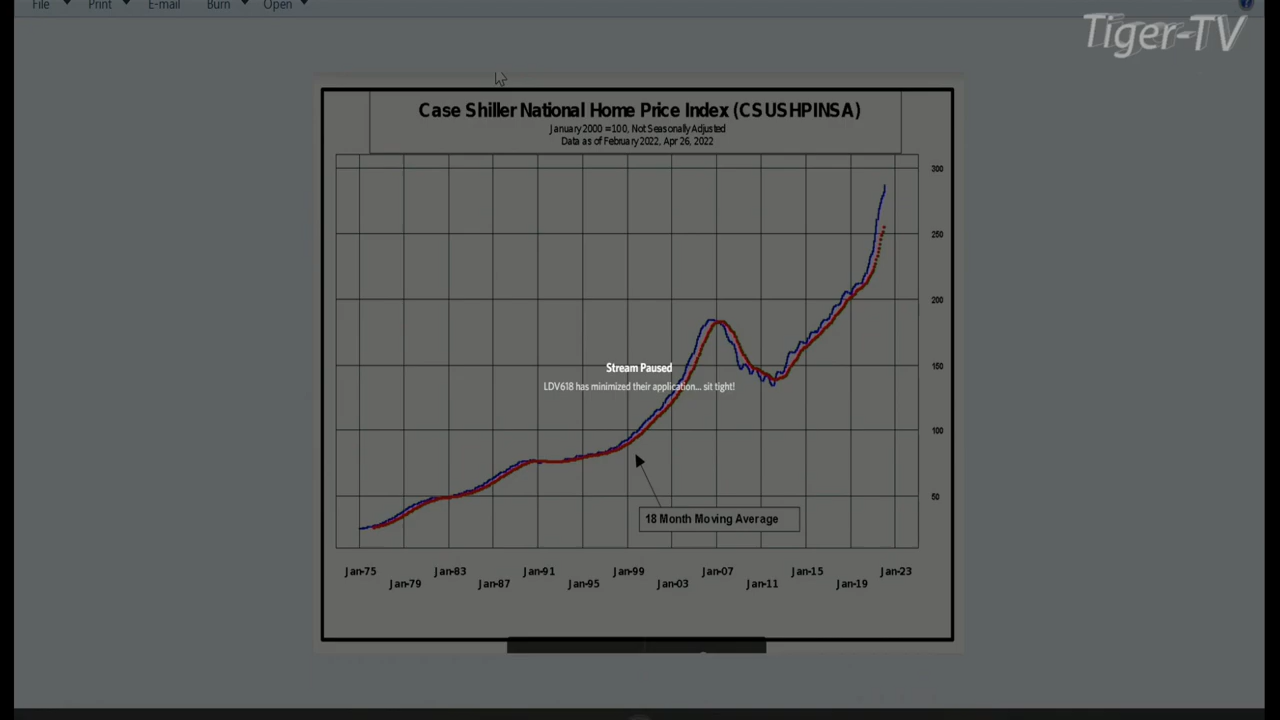 File Print E-mail Burn Open
Tiger-TV
Case Shiller National Home Price Index (CSUSHPINSA)
January 2000 =100, Not Seasonally Adjusted
Data as of February 2022, Apr 26, 2022
300
250
200
150
100
50
Stream Paused
LDV618 has minimized their application... sit tight!
18 Month Moving Average
Jan-75 Jan-83 Jan-91 Jan-99 Jan-07 Jan-15 Jan-23
Jan-79 Jan-87 Jan-95 Jan-03 Jan-11 Jan-19